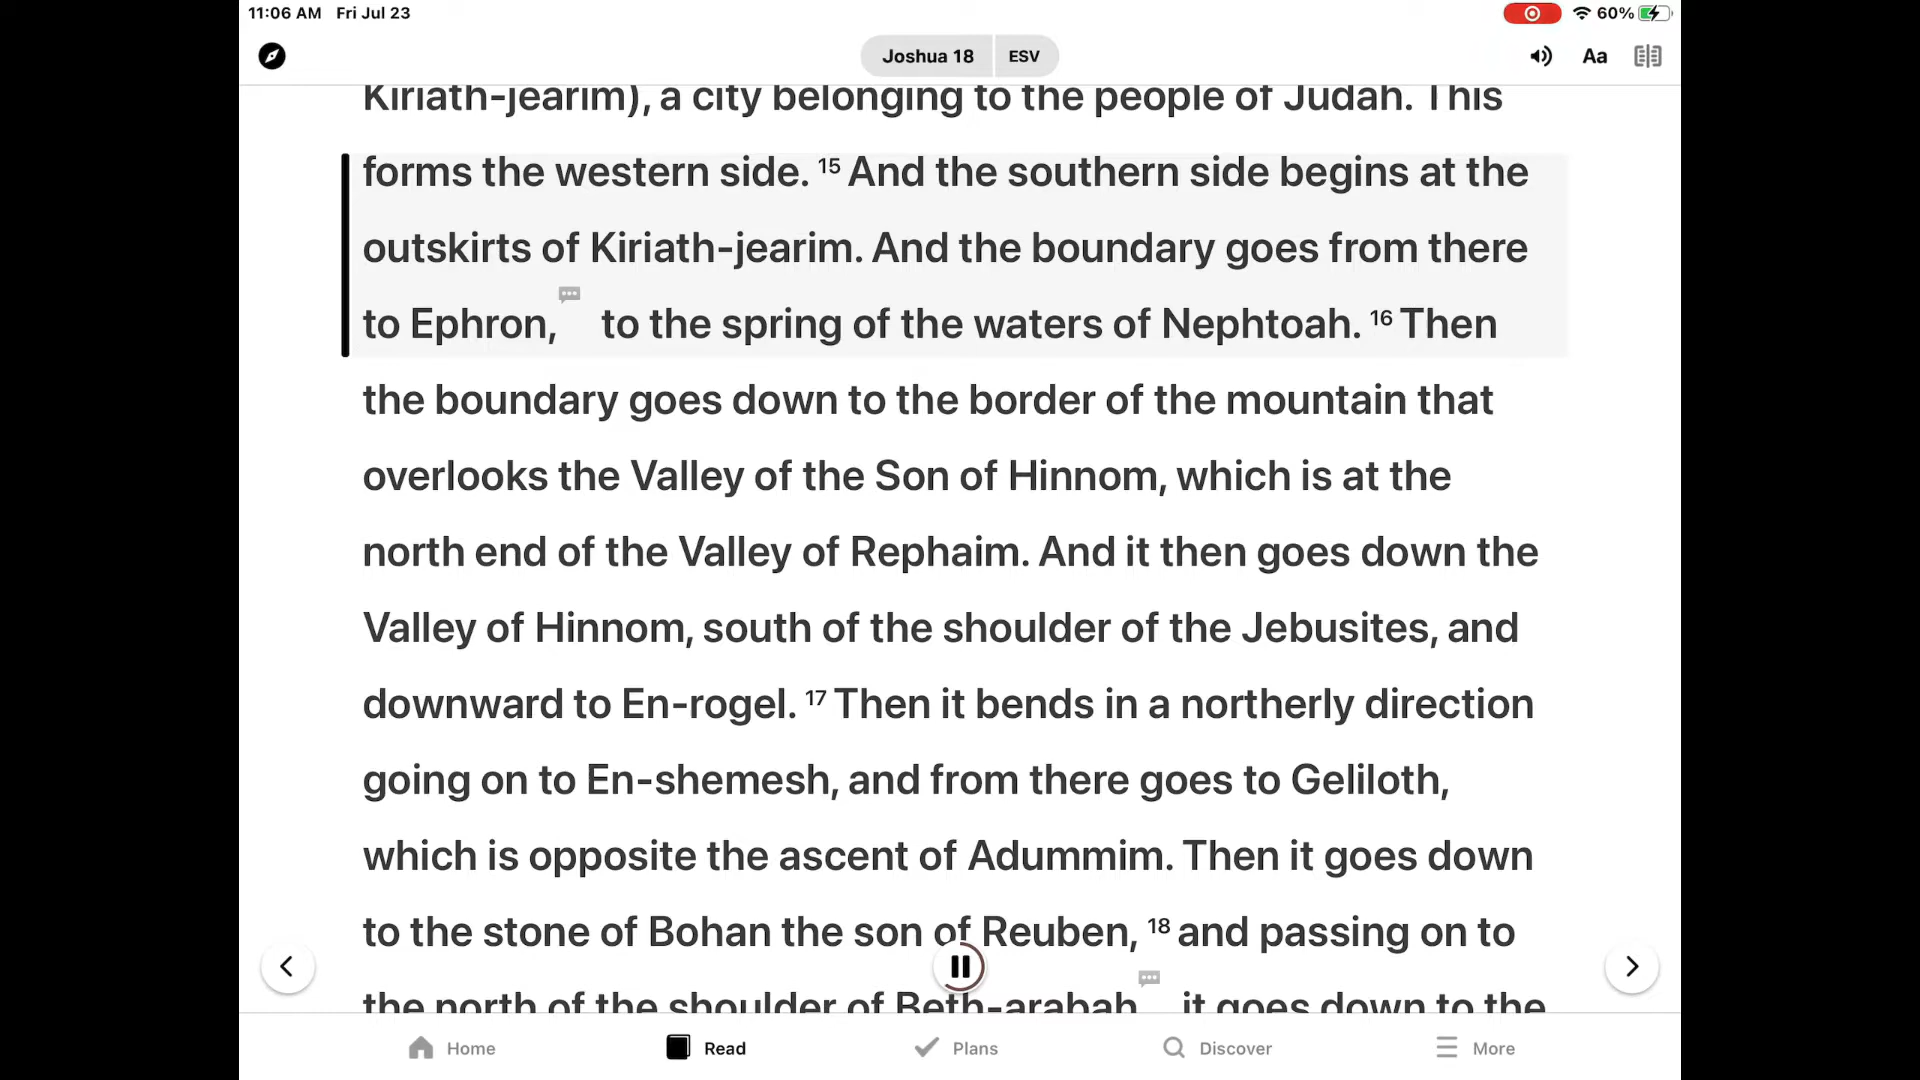 11:06 AM Fri Jul 23
60%
Joshua 18 ESV
Aa
Kiriath-jearim), a city belonging to the people of Judah. This
forms the western side. 15 And the southern side begins at the
outskirts of Kiriath-jearim. And the boundary goes from there
to Ephron, to the spring of the waters of Nephtoah. 16 Then
the boundary goes down to the border of the mountain that
overlooks the Valley of the Son of Hinnom, which is at the
north end of the Valley of Rephaim. And it then goes down the
Valley of Hinnom, south of the shoulder of the Jebusites, and
downward to En-rogel. 17 Then it bends in a northerly direction
going on to En-shemesh, and from there goes to Geliloth,
which is opposite the ascent of Adummim. Then it goes down
to the stone of Bohan the son of Reuben, 18 and passing on to
the north of the shoulder of Beth-arabah it goes down to the
Home Read Plans Discover More